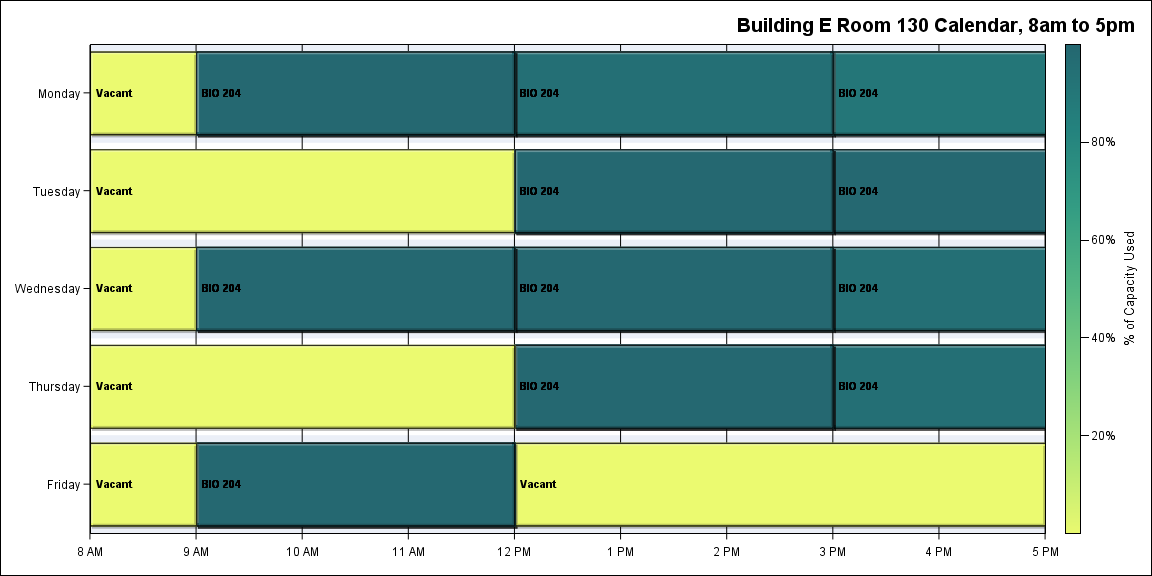 Building E Room 130 Calendar, 8am to 5pm
Monday Vacant BIO 204 BIO 204 BIO 204
Tuesday Vacant BIO 204 BIO 204
Wednesday Vacant BIO 204 BIO 204 BIO 204
Thursday Vacant BIO 204 BIO 204
Friday Vacant BIO 204 Vacant
8 AM 9 AM 10 AM 11 AM 12 PM 1 PM 2 PM 3 PM 4 PM 5 PM
80%
60%
40%
20%
% of Capacity Used